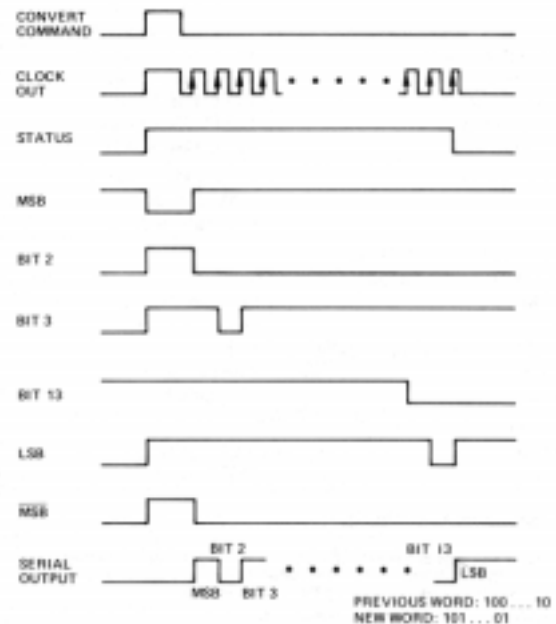 CONVERT
COMMAND
CLOCK
OUT
STATUS
MSB
BIT 2
BIT 3
BIT 13
LSB
MSB
SERIAL
OUTPUT
BIT 2
BIT 13
MSB
BIT 3
LSB
PREVIOUS WORD: 100 . . . 10
NEW WORD: 101 . . . 01